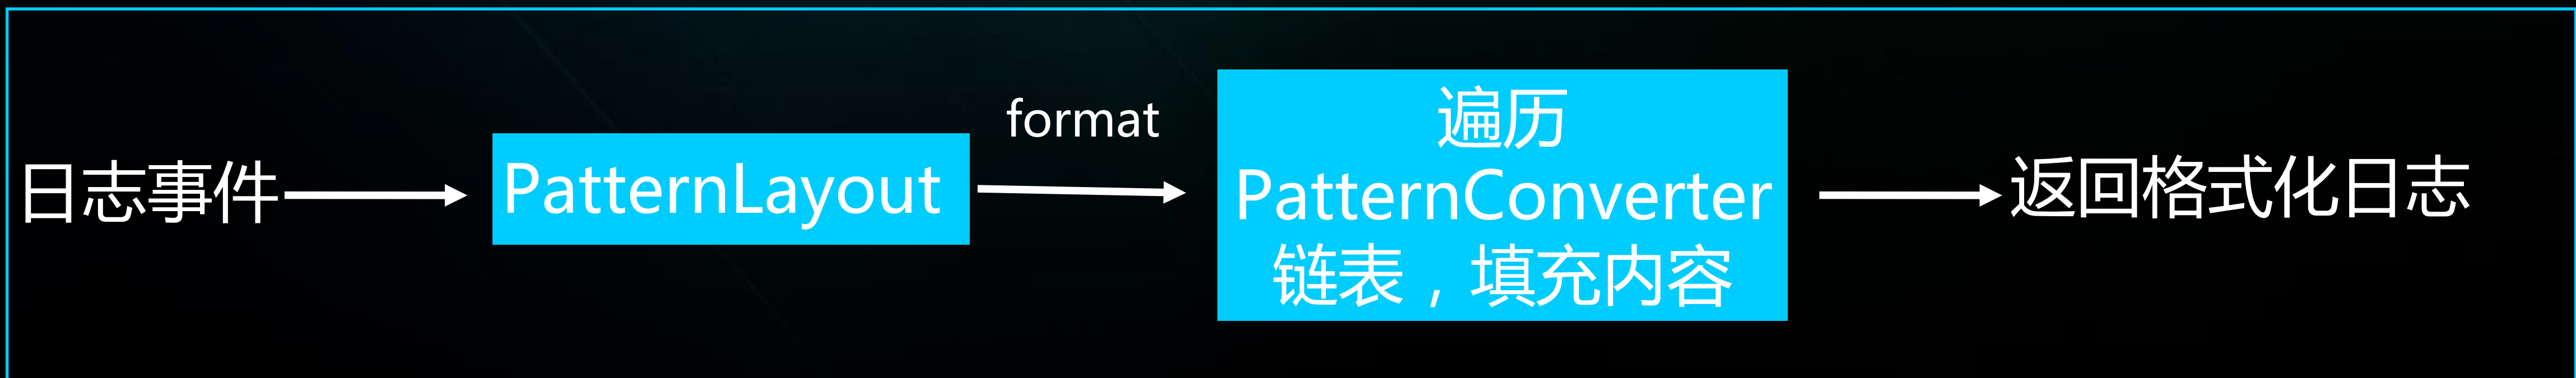 日志事件
PatternLayout
format
遍历
PatternConverter
链表，填充内容
返回格式化日志